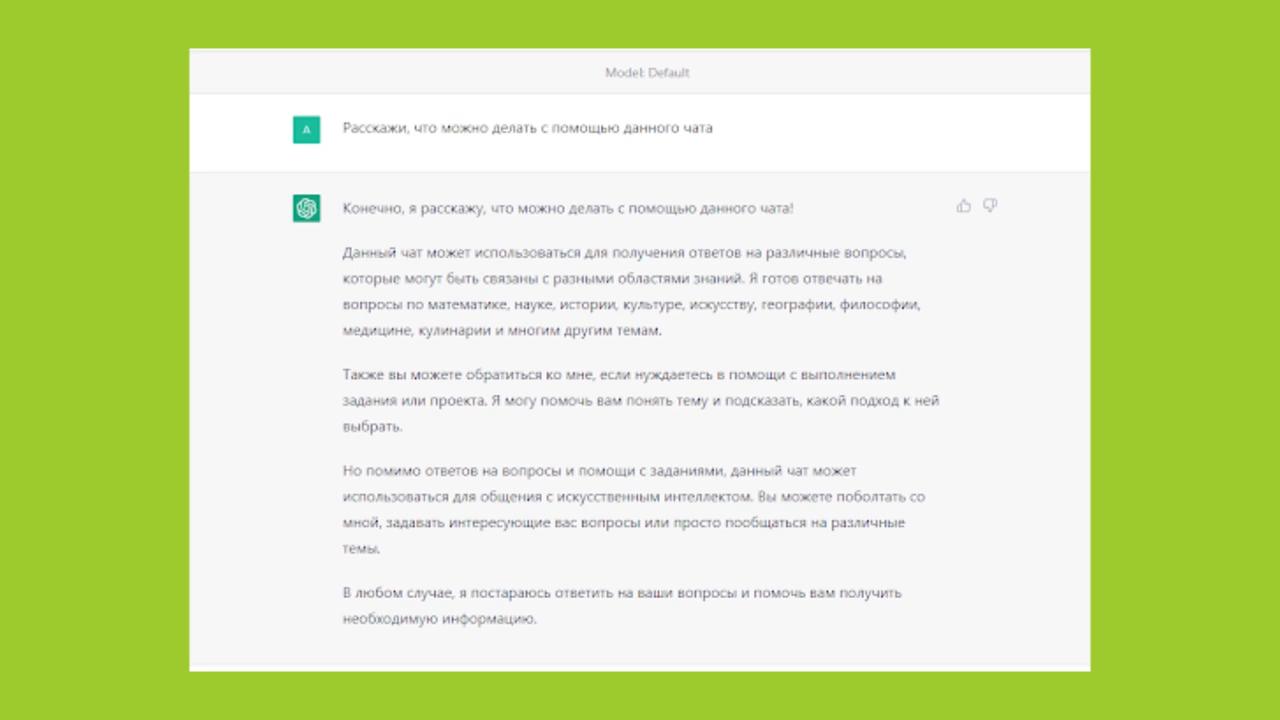 Model: Default
A
Расскажи, что можно делать с помощью данного чата
Конечно, я расскажу, что можно делать с помощью данного чата!
Данный чат может использоваться для получения ответов на различные вопросы,
которые могут быть связаны с разными областями знаний. Я готов отвечать на
вопросы по математике, науке, истории, культуре, искусству, географии, философии,
медицине, кулинарии и многим другим темам.
Также вы можете обратиться ко мне, если нуждаетесь в помощи с выполнением
задания или проекта. Я могу помочь вам понять тему и подсказать, какой подход к ней
выбрать.
Но помимо ответов на вопросы и помощи с заданиями, данный чат может
использоваться для общения с искусственным интеллектом. Вы можете поболтать со
мной, задавать интересующие вас вопросы или просто пообщаться на различные
темы.
В любом случае, я постараюсь ответить на ваши вопросы и помочь вам получить
необходимую информацию.